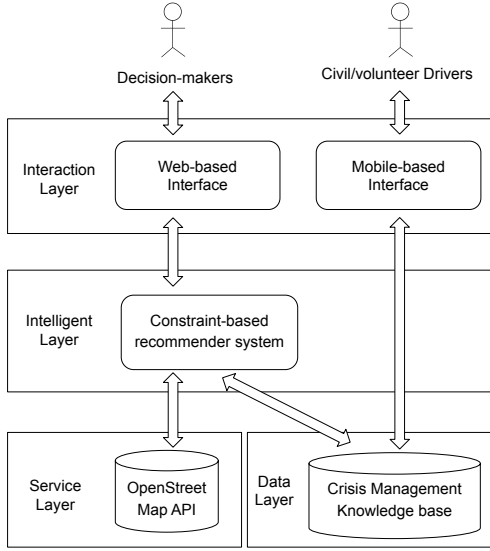 Decision-makers
Civil/volunteer Drivers
Interaction
Layer
Web-based
Interface
Mobile-based
Interface
Intelligent
Layer
Constraint-based
recommender system
Service
Layer
OpenStreet
Map API
Data
Layer
Crisis Management
Knowledge base